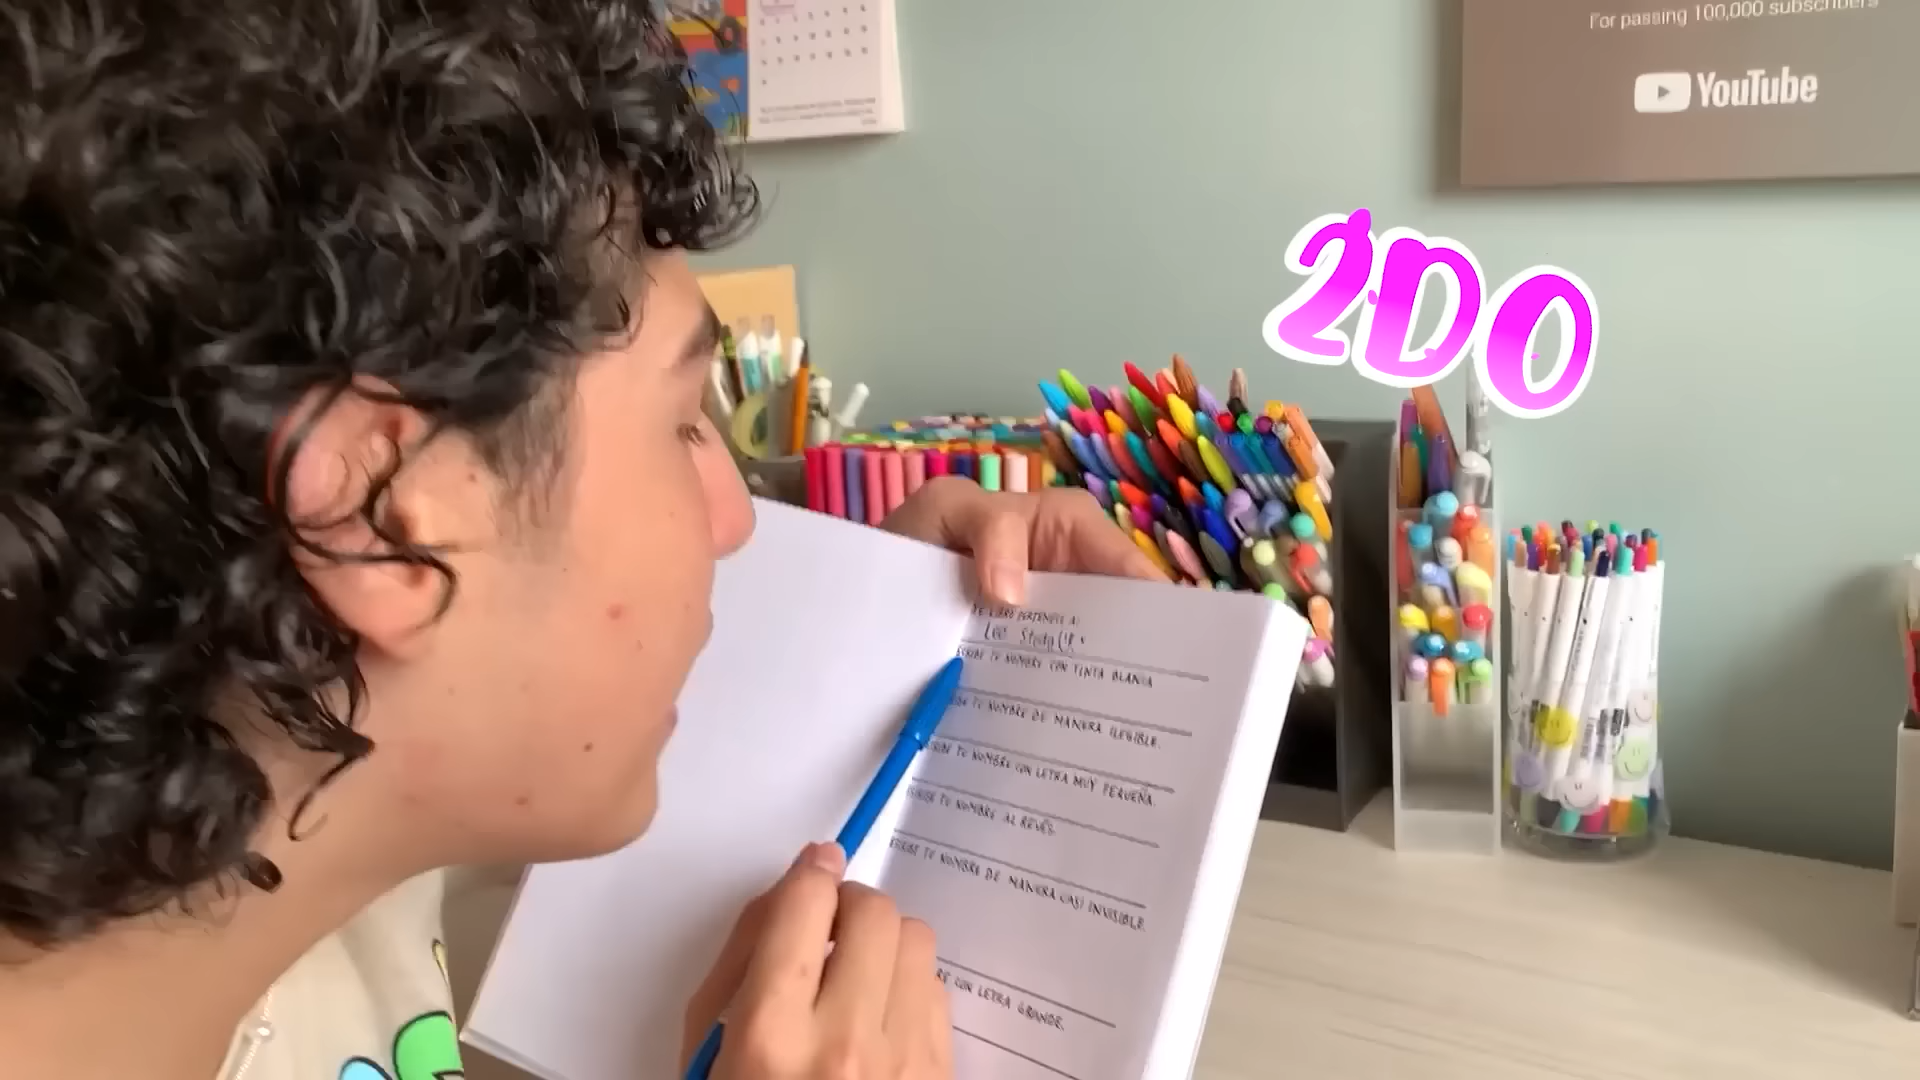 For passing 100,000 subscribers
YouTube
2DO
LIBRO PERTENECE A:
Lee Study
TU NOMBRE CON TINTA BLANCA
TU NOMBRE DE MANERA ILEGIBLE.
TU NOMBRE CON LETRA MUY PEQUEÑA.
TU NOMBRE AL REVÉS.
TU NOMBRE DE MANERA CASI INVISIBLE.
CON LETRA GRANDE.